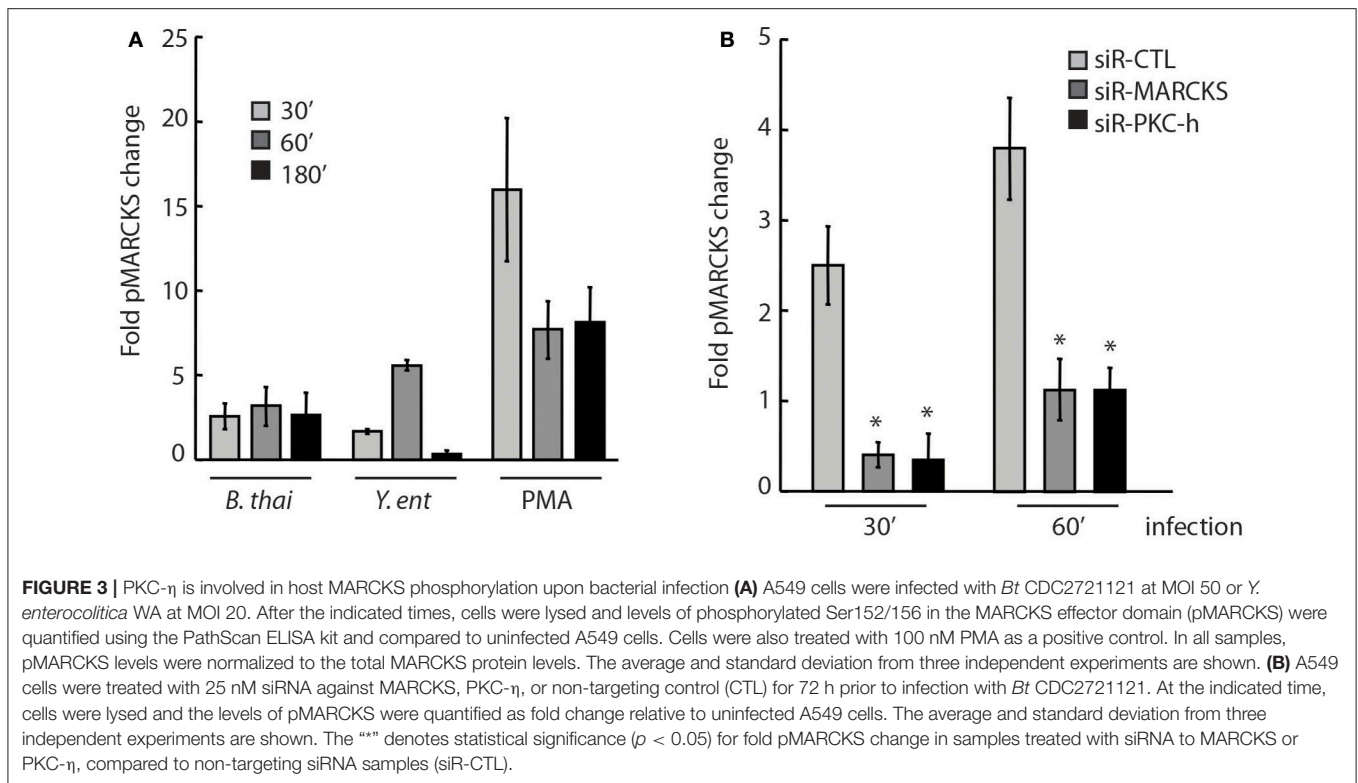 A
25
20
15
10
5
0
Fold pMARCKS change
30'
60'
180'
B. thai
Y. ent
PMA
B
5
4
3
2
1
0
Fold pMARCKS change
siR-CTL
siR-MARCKS
siR-PKC-h
* *
* *
30'
60'
infection
FIGURE 3 | PKC-η is involved in host MARCKS phosphorylation upon bacterial infection (A) A549 cells were infected with Bt CDC2721121 at MOI 50 or Y.
enterocolitica WA at MOI 20. After the indicated times, cells were lysed and levels of phosphorylated Ser152/156 in the MARCKS effector domain (pMARCKS) were
quantified using the PathScan ELISA kit and compared to uninfected A549 cells. Cells were also treated with 100 nM PMA as a positive control. In all samples,
pMARCKS levels were normalized to the total MARCKS protein levels. The average and standard deviation from three independent experiments are shown. (B) A549
cells were treated with 25 nM siRNA against MARCKS, PKC-η, or non-targeting control (CTL) for 72 h prior to infection with Bt CDC2721121. At the indicated time,
cells were lysed and the levels of pMARCKS were quantified as fold change relative to uninfected A549 cells. The average and standard deviation from three
independent experiments are shown. The “*” denotes statistical significance (p < 0.05) for fold pMARCKS change in samples treated with siRNA to MARCKS or
PKC-η, compared to non-targeting siRNA samples (siR-CTL).